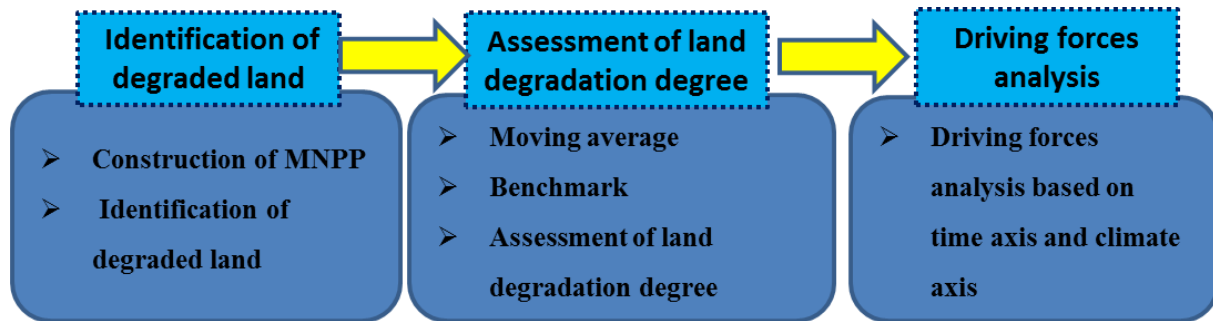 Identification of
degraded land
➢ Construction of MNPP
➢ Identification of
degraded land
Assessment of land
degradation degree
➢ Moving average
➢ Benchmark
➢ Assessment of land
degradation degree
Driving forces
analysis
➢ Driving forces
analysis based on
time axis and climate
axis